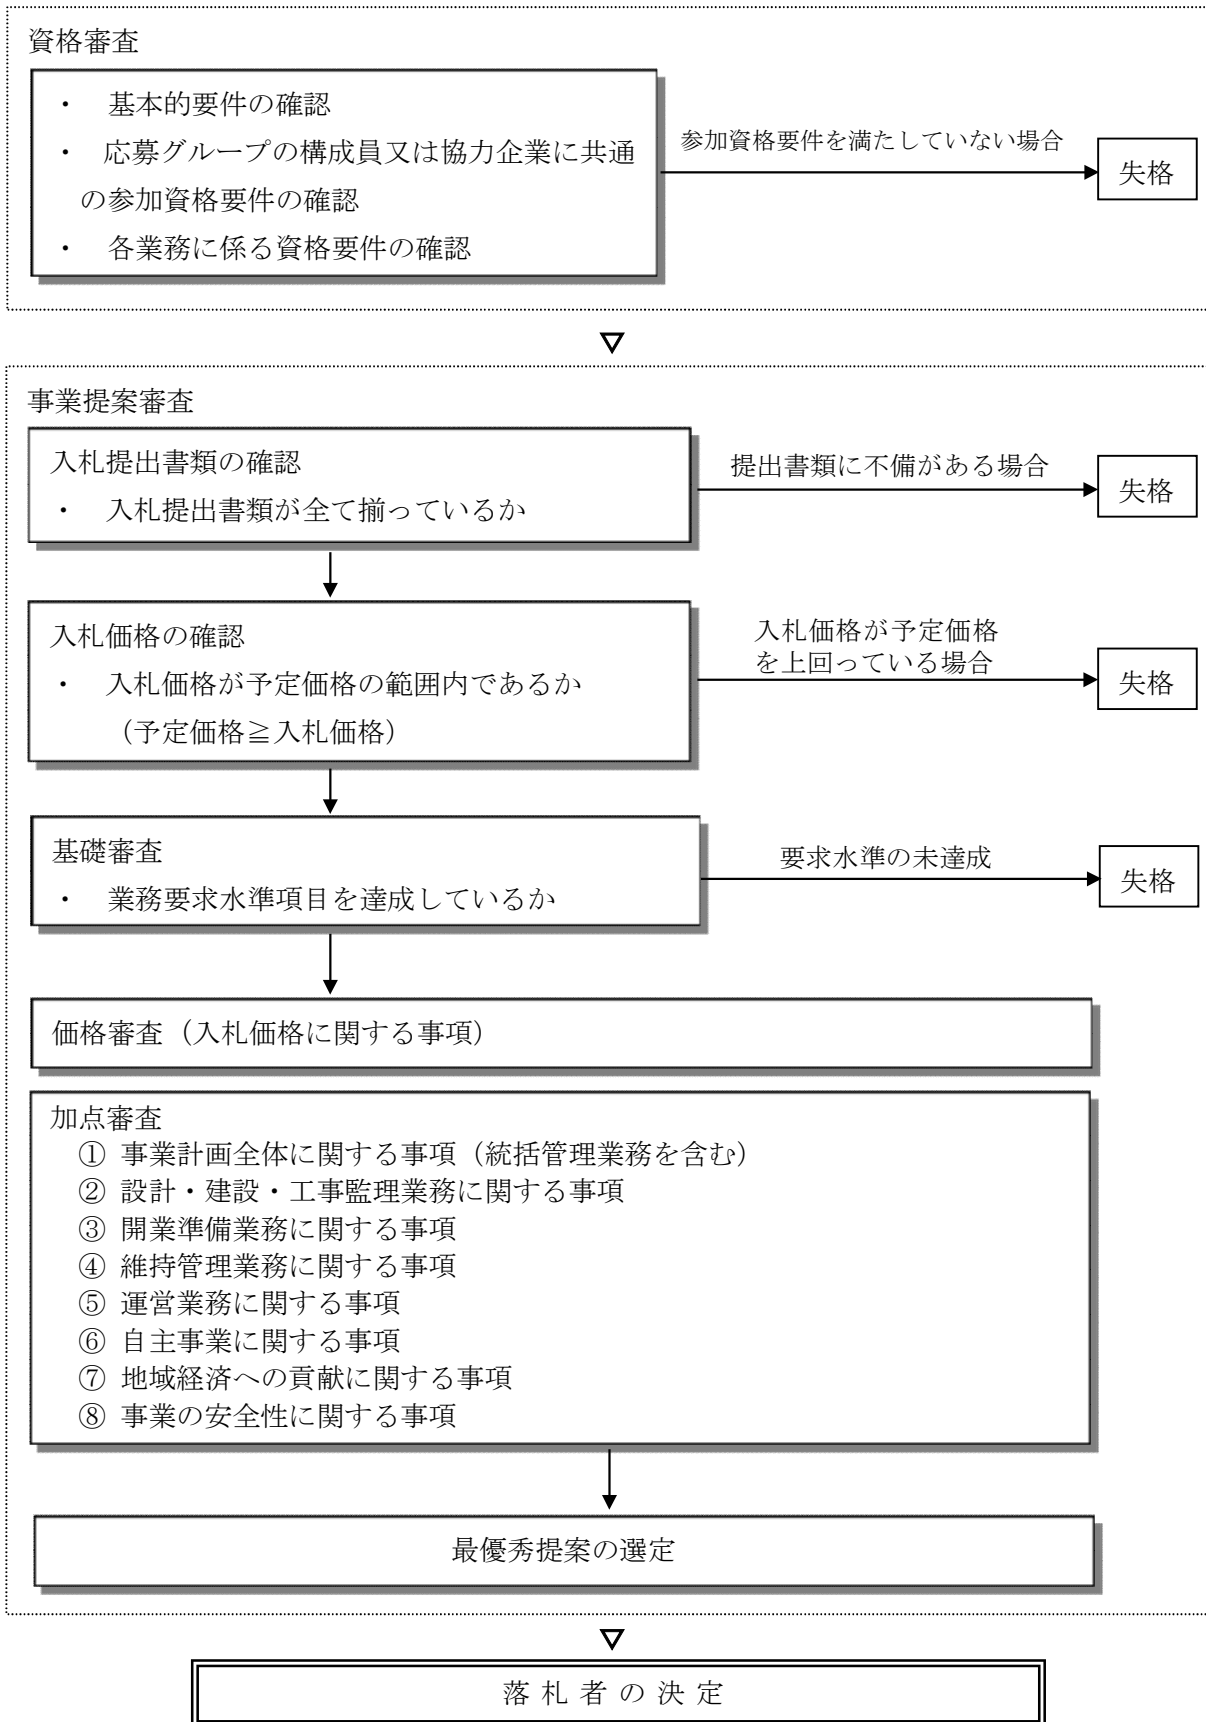 資格審査
・ 基本的要件の確認
・ 応募グループの構成員又は協力企業に共通
の参加資格要件の確認
・ 各業務に係る資格要件の確認
参加資格要件を満たしていない場合
失格
事業提案審査
入札提出書類の確認
・ 入札提出書類が全て揃っているか
提出書類に不備がある場合
失格
入札価格の確認
・ 入札価格が予定価格の範囲内であるか
（予定価格≧入札価格）
入札価格が予定価格
を上回っている場合
失格
基礎審査
・ 業務要求水準項目を達成しているか
要求水準の未達成
失格
価格審査（入札価格に関する事項）
加点審査
① 事業計画全体に関する事項（統括管理業務を含む）
② 設計・建設・工事監理業務に関する事項
③ 開業準備業務に関する事項
④ 維持管理業務に関する事項
⑤ 運営業務に関する事項
⑥ 自主事業に関する事項
⑦ 地域経済への貢献に関する事項
⑧ 事業の安全性に関する事項
最優秀提案の選定
落札者の決定